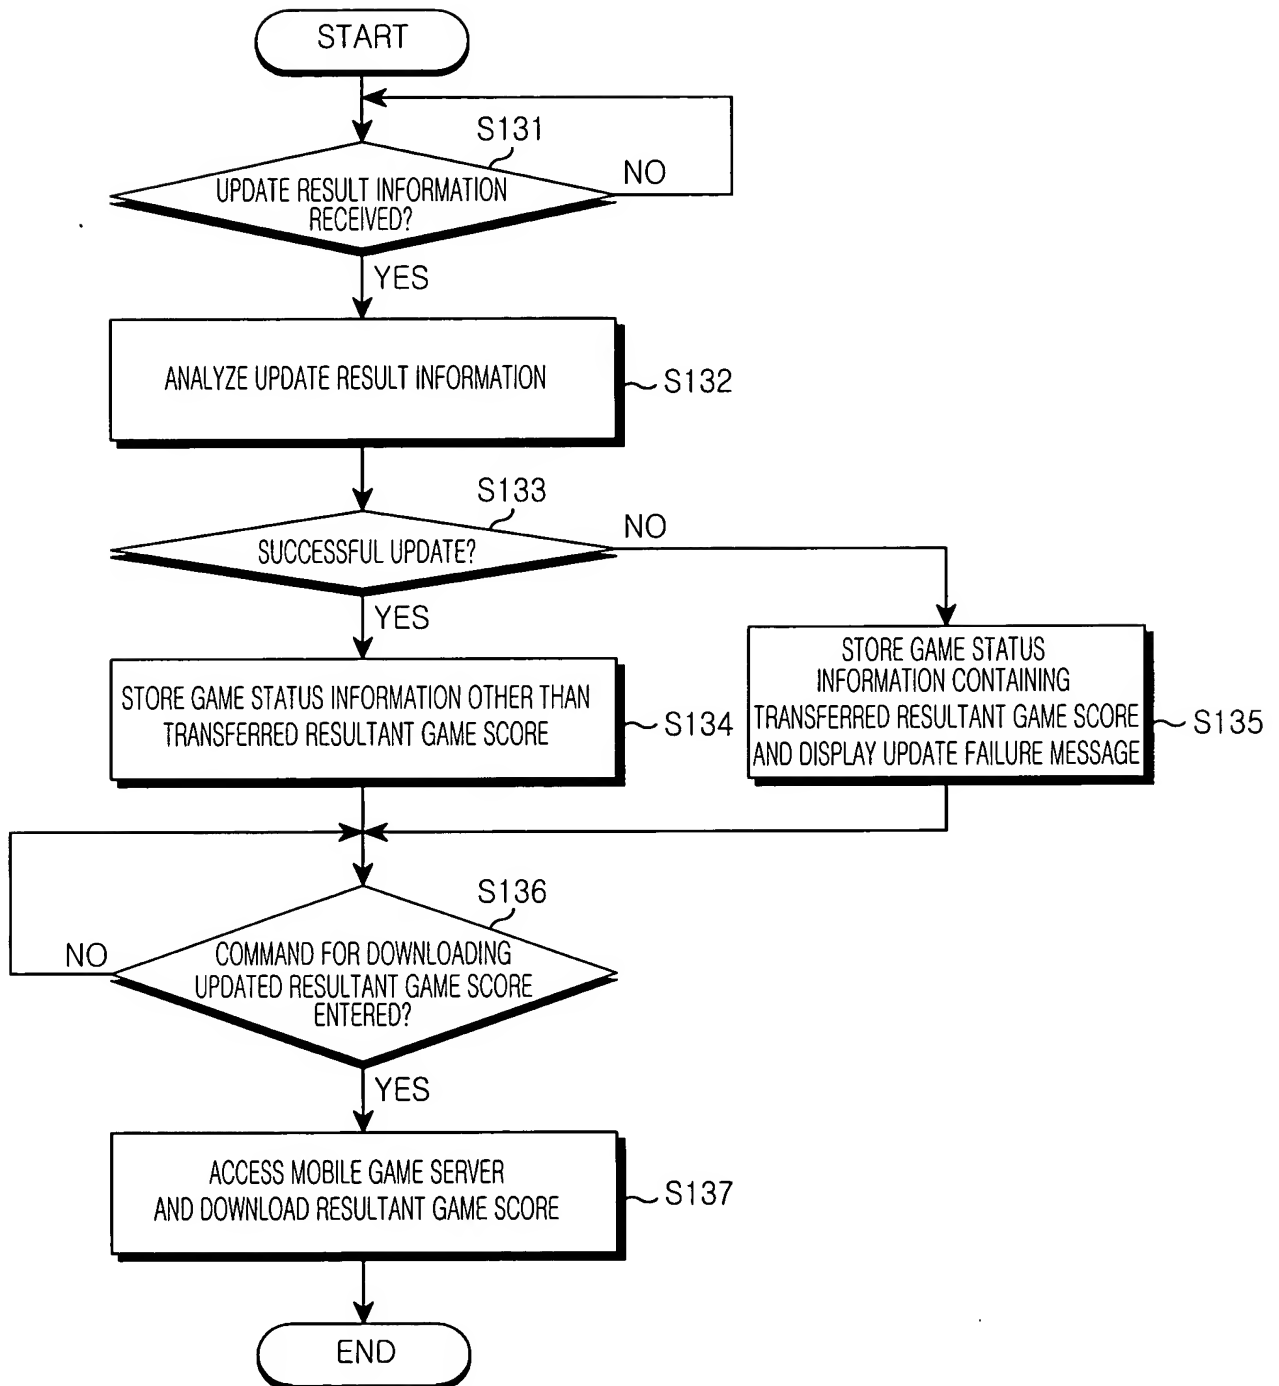 START
S131
UPDATE RESULT INFORMATION
RECEIVED?
NO
YES
ANALYZE UPDATE RESULT INFORMATION
S132
S133
SUCCESSFUL UPDATE?
NO
YES
STORE GAME STATUS INFORMATION OTHER THAN
TRANSFERRED RESULTANT GAME SCORE
S134
STORE GAME STATUS
INFORMATION CONTAINING
TRANSFERRED RESULTANT GAME SCORE
AND DISPLAY UPDATE FAILURE MESSAGE
S135
S136
COMMAND FOR DOWNLOADING
UPDATED RESULTANT GAME SCORE
ENTERED?
NO
YES
ACCESS MOBILE GAME SERVER
AND DOWNLOAD RESULTANT GAME SCORE
S137
END